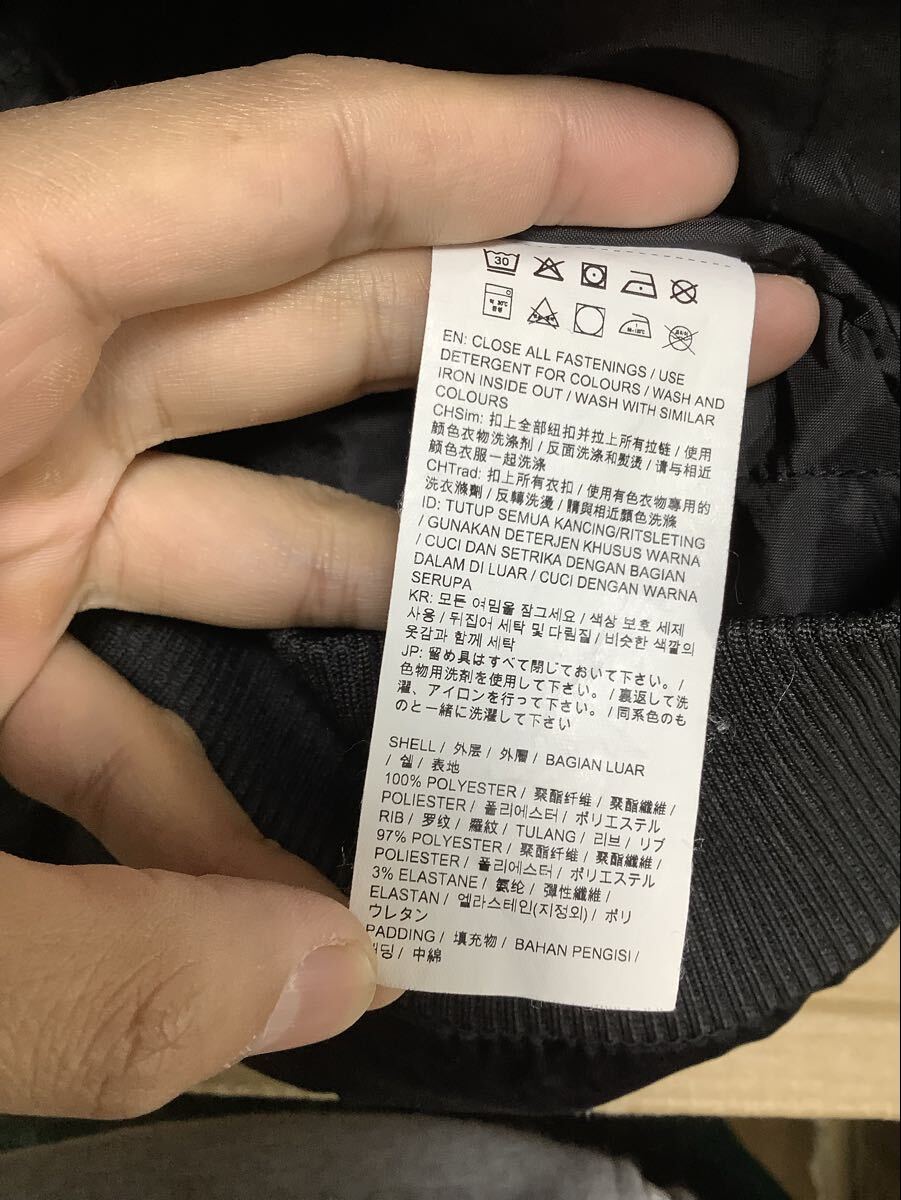 30
EN: CLOSE ALL FASTENINGS / USE
DETERGENT FOR COLOURS / WASH AND
IRON INSIDE OUT / WASH WITH SIMILAR
COLOURS
CHSim: 扣上全部纽扣并拉上所有拉链 / 使用
颜色衣物洗涤剂 / 反面洗涤和熨烫 / 请与相近
颜色衣服一起洗涤
CHTrad: 扣上所有衣扣 / 使用有色衣物專用的
洗衣滌劑 / 反轉洗燙 / 請與相近顏色洗滌
ID: TUTUP SEMUA KANCING/RITSLETING
/ GUNAKAN DETERJEN KHUSUS WARNA
/ CUCI DAN SETRIKA DENGAN BAGIAN
DALAM DI LUAR / CUCI DENGAN WARNA
SERUPA
KR: 모든 여밈을 잠그세요 / 색상 보호 세제
사용 / 뒤집어 세탁 및 다림질 / 비슷한 색깔의
옷감과 함께 세탁
JP: 留め具はすべて閉じておいて下さい。 /
色物用洗剤を使用して下さい。 / 裏返して洗
濯、アイロンを行って下さい。 / 同系色のも
のと一緒に洗濯して下さい
SHELL / 外层 / 外層 / BAGIAN LUAR
/ 쉘 / 表地
100% POLYESTER / 聚酯纤维 / 聚酯纖維 /
POLIESTER / 폴리에스터 / ポリエステル
RIB / 罗纹 / 羅紋 / TULANG / 리브 / リブ
97% POLYESTER / 聚酯纤维 / 聚酯纖維 /
POLIESTER / 폴리에스터 / ポリエステル
3% ELASTANE / 氨纶 / 彈性纖維 /
ELASTAN / 엘라스테인(지정외) / ポリ
ウレタン
PADDING / 填充物 / BAHAN PENGISI /
패딩 / 中綿